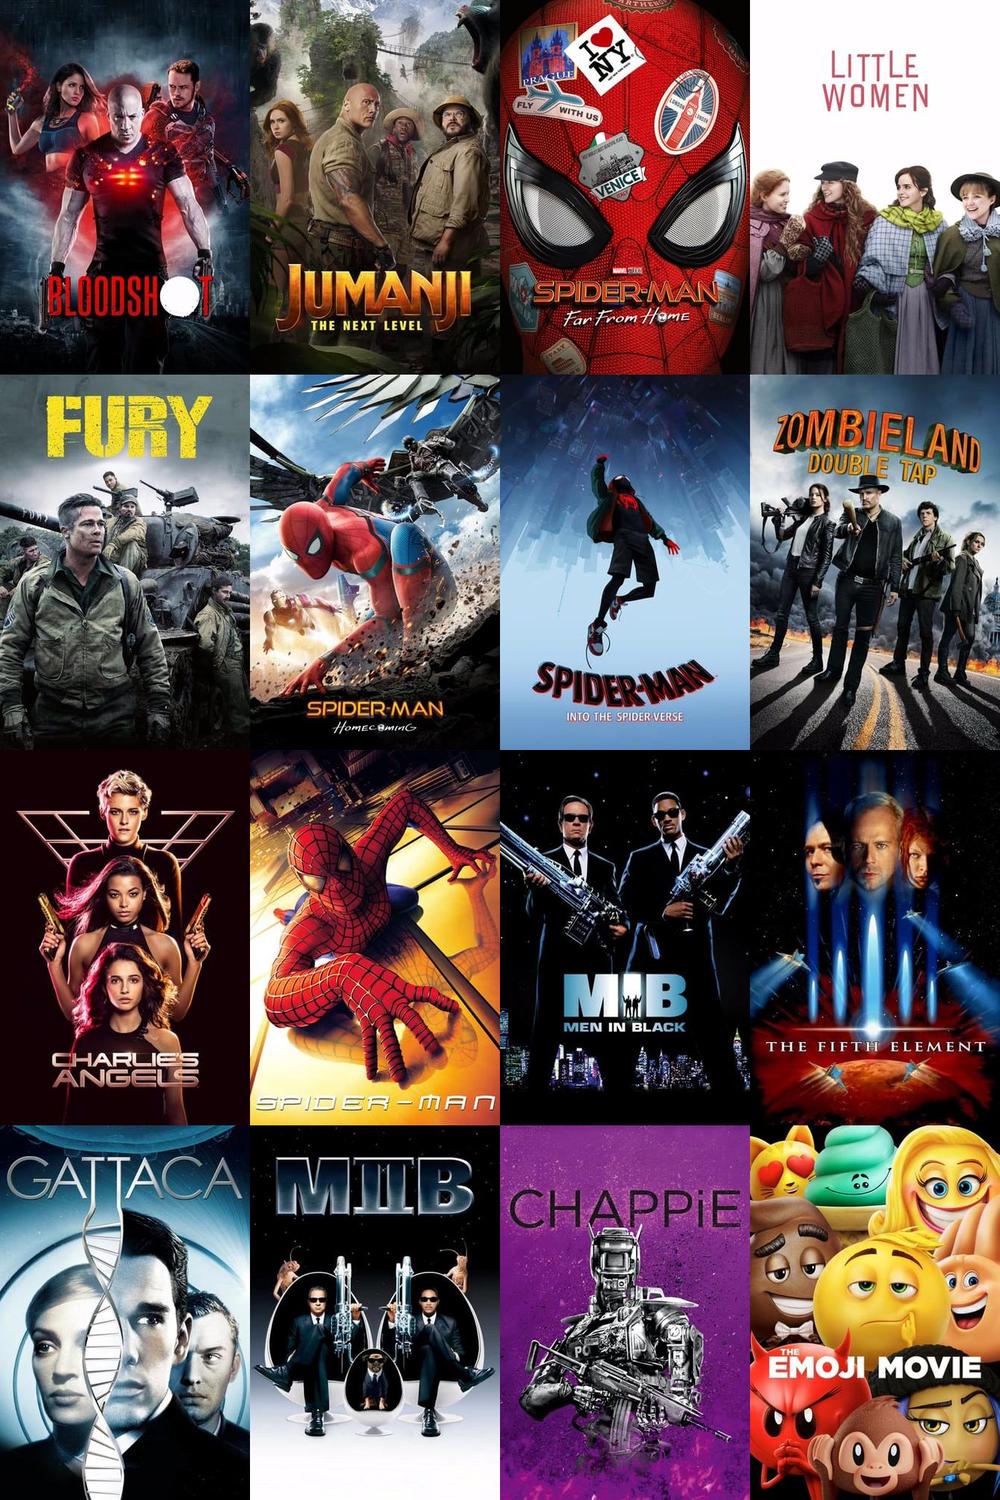 BLOODSH T
JUMANJI
THE NEXT LEVEL
PRAGUE
I NY
FLY WITH US
LONDON
LONDON
VENICE
MARVEL STUDIOS
SPIDER-MAN
Far From Home
LITTLE
WOMEN
FURY
SPIDER-MAN
HOMECOMING
SPIDER-MAN
INTO THE SPIDER-VERSE
ZOMBIELAND
DOUBLE TAP
CHARLIE'S
ANGELS
SPIDER-MAN
MIB
MEN IN BLACK
THE FIFTH ELEMENT
GATTACA
MIIB
CHAPPiE
THE
EMOJI MOVIE